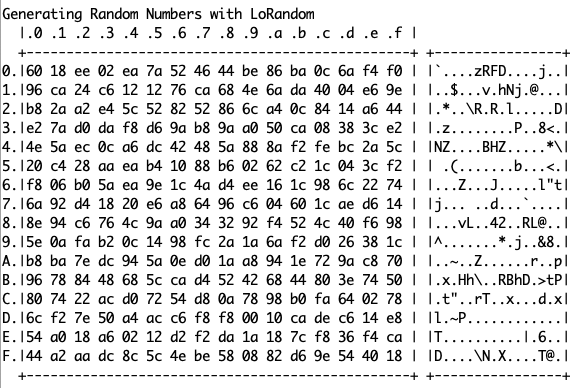 Generating Random Numbers with LoRandom
  |.0 .1 .2 .3 .4 .5 .6 .7 .8 .9 .a .b .c .d .e .f |
  +------------------------------------------------+ +----------------+
0.|60 18 ee 02 ea 7a 52 46 44 be 86 ba 0c 6a f4 f0 | |`....zRFD....j..|
1.|96 ca 24 c6 12 12 76 ca 68 4e 6a da 40 04 e6 9e | |..$...v.hNj.@...|
2.|b8 2a a2 e4 5c 52 82 52 86 6c a4 0c 84 14 a6 44 | |.*..\R.R.l.....D|
3.|e2 7a d0 da f8 d6 9a b8 9a a0 50 ca 08 38 3c e2 | |.z........P..8<.|
4.|4e 5a ec 0c a6 dc 42 48 5a 88 8a f2 fe bc 2a 5c | |NZ....BHZ.....*\|
5.|20 c4 28 aa ea b4 10 88 b6 02 62 c2 1c 04 3c f2 | | .(.......b...<.|
6.|f8 06 b0 5a ea 9e 1c 4a d4 ee 16 1c 98 6c 22 74 | |...Z...J.....l"t|
7.|6a 92 d4 18 20 e6 a8 64 96 c6 04 60 1c ae d6 14 | |j... ..d...`....|
8.|8e 94 c6 76 4c 9a a0 34 32 92 f4 52 4c 40 f6 98 | |...vL..42..RL@..|
9.|5e 0a fa b2 0c 14 98 fc 2a 1a 6a f2 d0 26 38 1c | |^.......*.j..&8.|
A.|b8 ba 7e dc 94 5a 0e d0 1a a8 94 1e 72 9a c8 70 | |..~..Z......r..p|
B.|96 78 84 48 68 5c ca d4 52 42 68 44 80 3e 74 50 | |.x.Hh\..RBhD.>tP|
C.|80 74 22 ac d0 72 54 d8 0a 78 98 b0 fa 64 02 78 | |.t"..rT..x...d.x|
D.|6c f2 7e 50 a4 ac c6 f8 f8 00 10 ca de c6 14 e8 | |l.~P............|
E.|54 a0 18 a6 02 12 d2 f2 da 1a 18 7c f8 36 f4 ca | |T..........|.6..|
F.|44 a2 aa dc 8c 5c 4e be 58 08 82 d6 9e 54 40 18 | |D....\N.X....T@.|
  +------------------------------------------------+ +----------------+